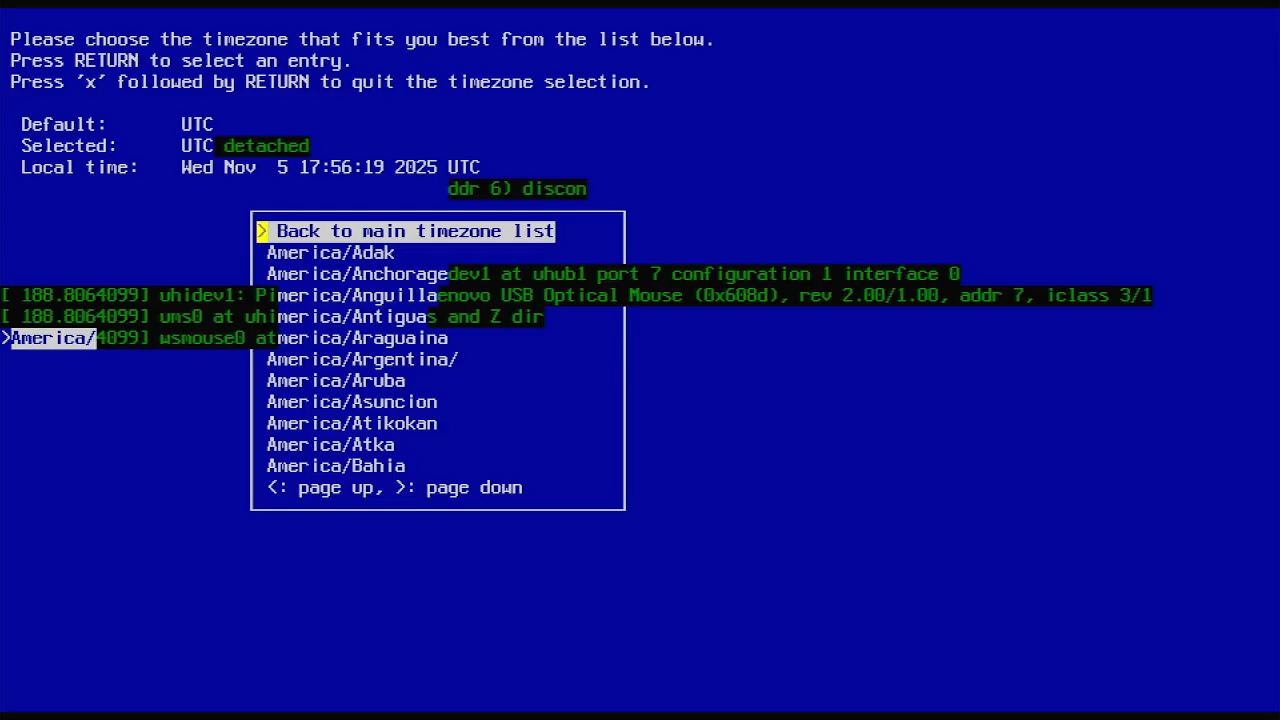 Please choose the timezone that fits you best from the list below.
Press RETURN to select an entry.
Press 'x' followed by RETURN to quit the timezone selection.
Default: UTC
Selected: UTC detached
Local time: Wed Nov 5 17:56:19 2025 UTC
ddr 6) discon
> Back to main timezone list
America/Adak
America/Anchoragedev1 at uhub1 port 7 configuration 1 interface 0
[ 188.8064099] uhidev1: Pimerica/Anguillaenovo USB Optical Mouse (0x608d), rev 2.00/1.00, addr 7, iclass 3/1
[ 188.8064099] ums0 at uhimerica/Antiguas and Z dir
>America/4099] wsmouse0 atmerica/Araguaina
America/Argentina/
America/Aruba
America/Asuncion
America/Atikokan
America/Atka
America/Bahia
<: page up, >: page down